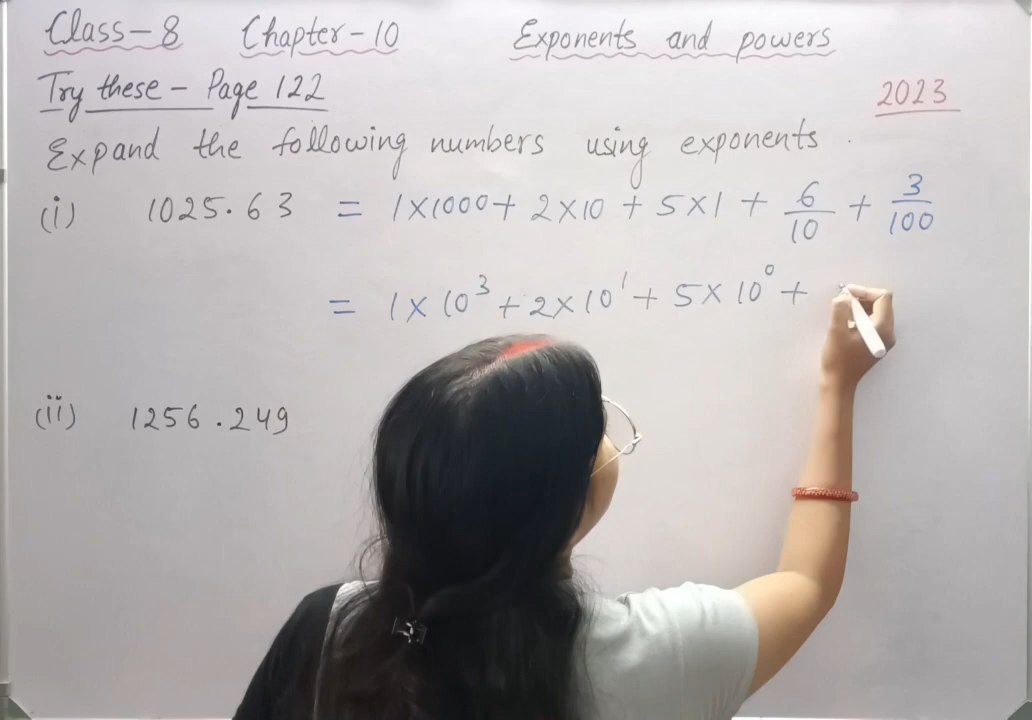 Class-8 Chapter-10 Exponents and powers
Try these - Page 122
2023
Expand the following numbers using exponents .
(i) 1025.63 = 1×1000+ 2×10 + 5×1 + 6/10 + 3/100
= 1×10³ + 2×10¹ + 5×10⁰ +
(ii) 1256.249